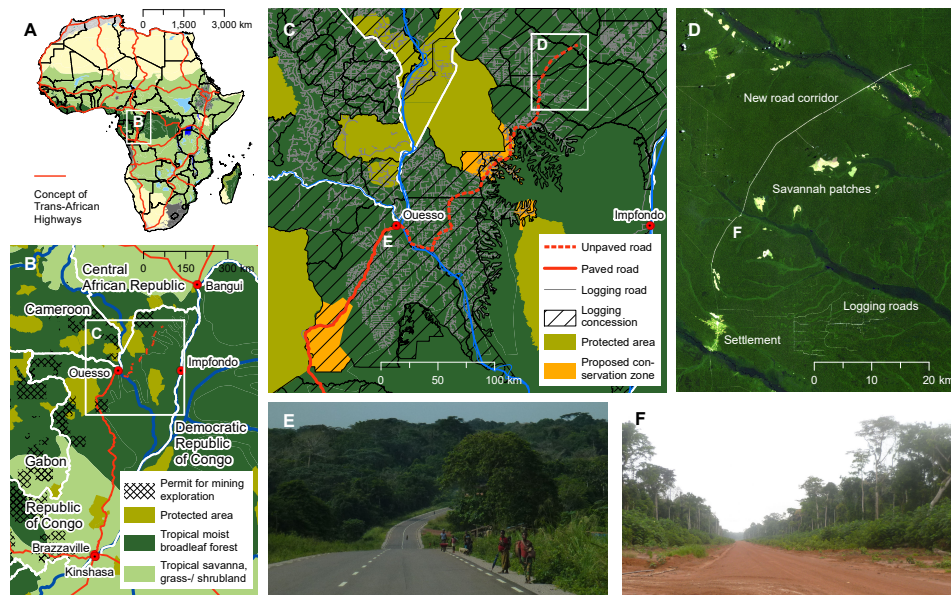 A
0 1,500 3,000 km
B
Concept of
Trans-African
Highways
B
0 150 300 km
Central
African Republic
Bangui
Cameroon
C
Ouesso
Impfondo
Democratic
Republic
of Congo
Gabon
Republic
of Congo
Brazzaville
Kinshasa
Permit for mining
exploration
Protected area
Tropical moist
broadleaf forest
Tropical savanna,
grass-/ shrubland
C
D
Ouesso
E
Impfondo
Unpaved road
Paved road
Logging road
Logging
concession
Protected area
Proposed con-
servation zone
0 50 100 km
D
New road corridor
Savannah patches
F
Logging roads
Settlement
0 10 20 km
E
F